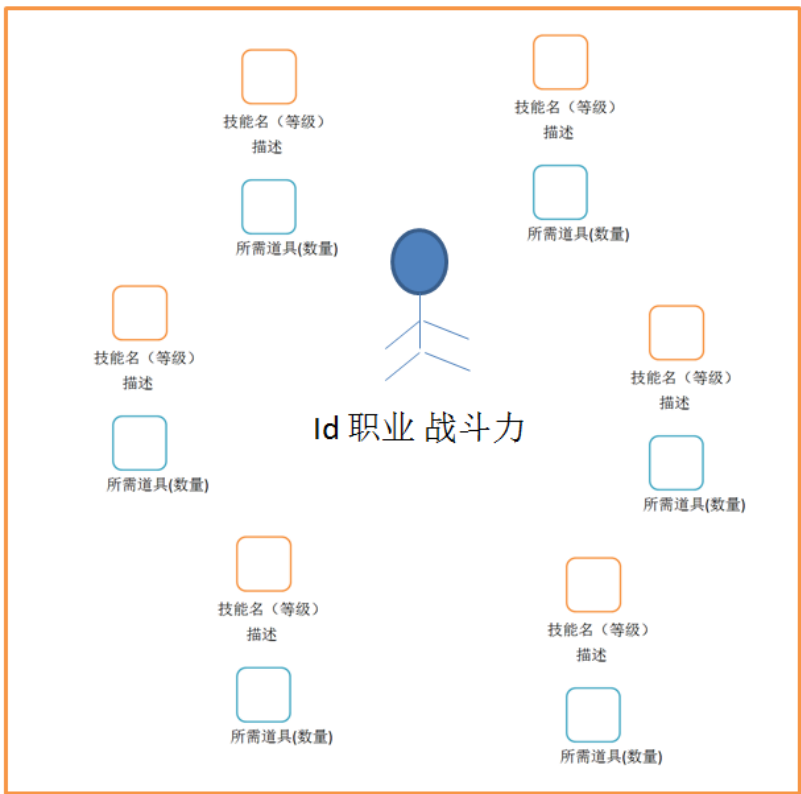 技能名（等级）
描述
所需道具(数量)
技能名（等级）
描述
所需道具(数量)
技能名（等级）
描述
所需道具(数量)
Id 职业 战斗力
技能名（等级）
描述
所需道具(数量)
技能名（等级）
描述
所需道具(数量)
技能名（等级）
描述
所需道具(数量)